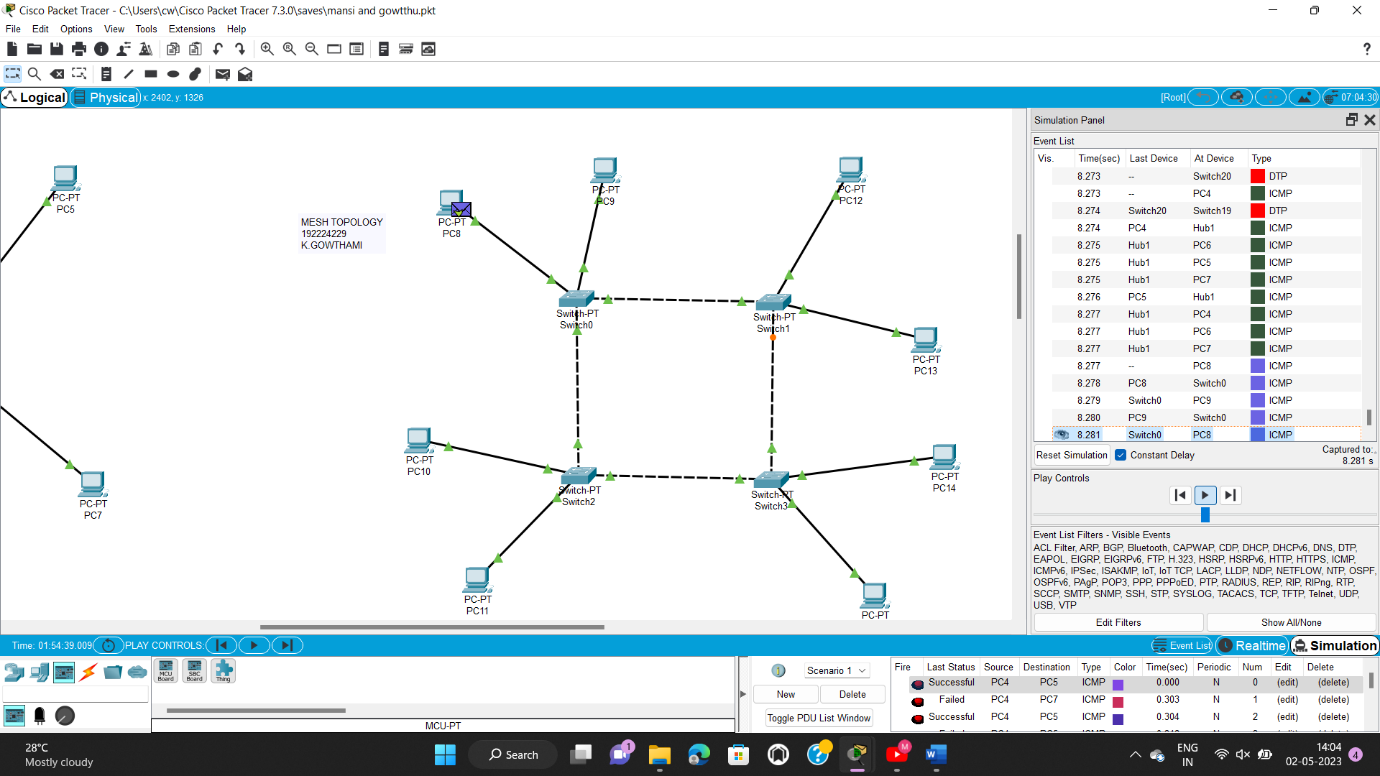 Cisco Packet Tracer - C:\Users\cw\Cisco Packet Tracer 7.3.0\saves\mansi and gowtthu.pkt
File Edit Options View Tools Extensions Help
Logical Physical x: 2402, y: 1326 [Root] 07:04:30
PC-PT
PC5
MESH TOPOLOGY
192224229
K.GOWTHAMI
PC-PT
PC8
PC-PT
PC9
PC-PT
PC12
Switch-PT
Switch0
Switch-PT
Switch1
PC-PT
PC13
PC-PT
PC10
PC-PT
PC7
Switch-PT
Switch2
Switch-PT
Switch3
PC-PT
PC14
PC-PT
PC11
PC-PT
Simulation Panel
Event List
Vis. Time(sec) Last Device At Device Type
8.273 -- Switch20 DTP
8.273 -- PC4 ICMP
8.274 Switch20 Switch19 DTP
8.274 PC4 Hub1 ICMP
8.275 Hub1 PC6 ICMP
8.275 Hub1 PC5 ICMP
8.275 Hub1 PC7 ICMP
8.276 PC5 Hub1 ICMP
8.277 Hub1 PC4 ICMP
8.277 Hub1 PC6 ICMP
8.277 Hub1 PC7 ICMP
8.277 -- PC8 ICMP
8.278 PC8 Switch0 ICMP
8.279 Switch0 PC9 ICMP
8.280 PC9 Switch0 ICMP
8.281 Switch0 PC8 ICMP
Reset Simulation Constant Delay Captured to:
8.281 s
Play Controls
Event List Filters - Visible Events
ACL Filter, ARP, BGP, Bluetooth, CAPWAP, CDP, DHCP, DHCPv6, DNS, DTP,
EAPOL, EIGRP, EIGRPv6, FTP, H.323, HSRP, HSRPv6, HTTP, HTTPS, ICMP,
ICMPv6, IPSec, ISAKMP, IoT, IoT TCP, LACP, LLDP, NDP, NETFLOW, NTP, OSPF,
OSPFv6, PAgP, POP3, PPP, PPPoED, PTP, RADIUS, REP, RIP, RIPng, RTP,
SCCP, SMTP, SNMP, SSH, STP, SYSLOG, TACACS, TCP, TFTP, Telnet, UDP,
USB, VTP
Edit Filters Show All/None
Time: 01:54:39.009 PLAY CONTROLS: Event List Realtime Simulation
MCU
Board
SBC
Board
Thing
MCU-PT
Scenario 1
New Delete
Toggle PDU List Window
Fire Last Status Source Destination Type Color Time(sec) Periodic Num Edit Delete
Successful PC4 PC5 ICMP 0.000 N 0 (edit) (delete)
Failed PC4 PC7 ICMP 0.303 N 1 (edit) (delete)
Successful PC4 PC5 ICMP 0.304 N 2 (edit) (delete)
28°C
Mostly cloudy
Search
1
M
ENG
IN
14:04
02-05-2023
4